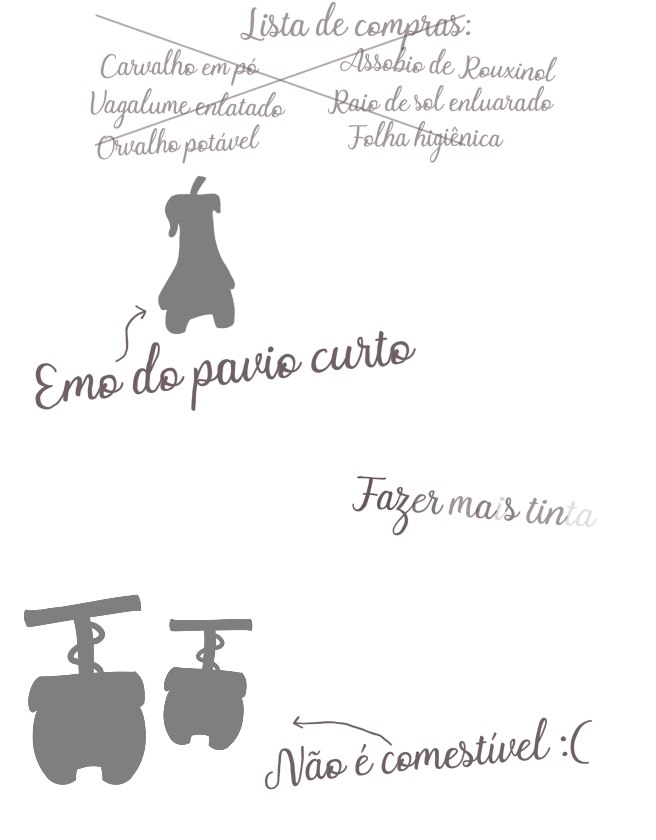 Lista de compras:
Carvalho em pó
Vagalume enlatado
Orvalho potável
Assobio de Rouxinol
Raio de sol enluarado
Folha higiênica
Emo do pavio curto
Fazer mais tinta
Não é comestível :(